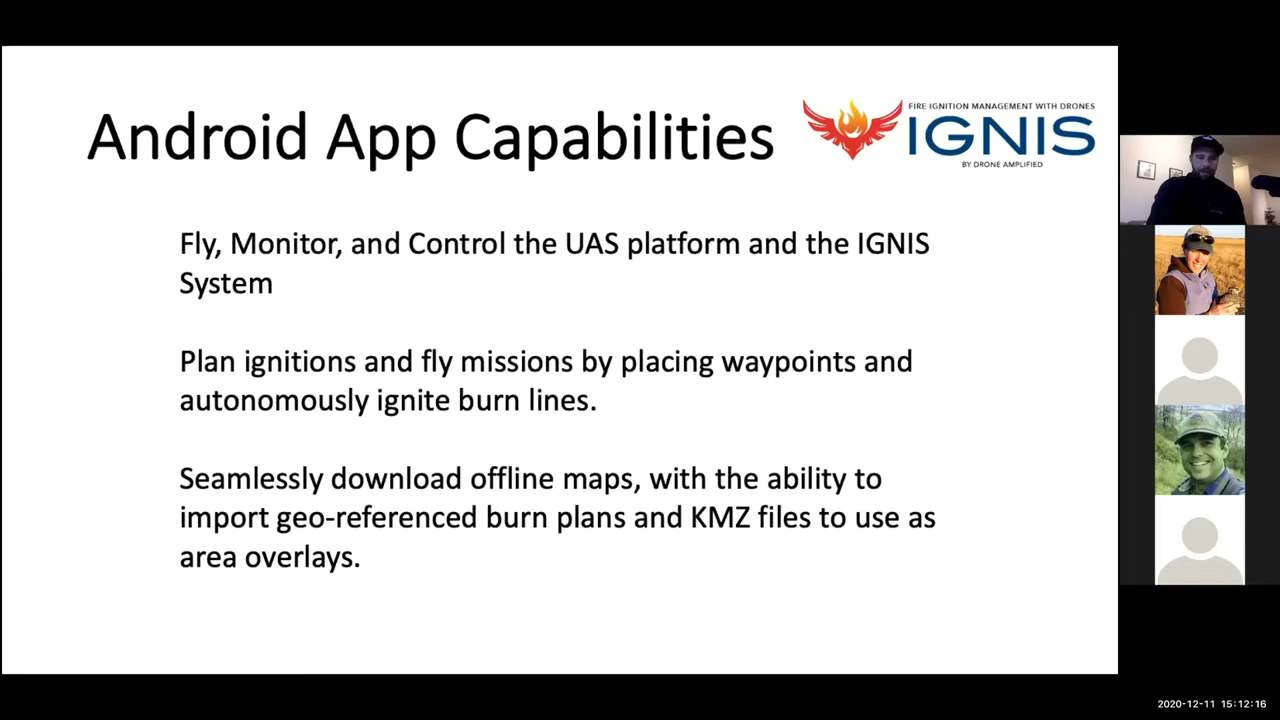 Android App Capabilities
FIRE IGNITION MANAGEMENT WITH DRONES
IGNIS
BY DRONE AMPLIFIED
Fly, Monitor, and Control the UAS platform and the IGNIS
System
Plan ignitions and fly missions by placing waypoints and
autonomously ignite burn lines.
Seamlessly download offline maps, with the ability to
import geo-referenced burn plans and KMZ files to use as
area overlays.
2020-12-11 15:12:16